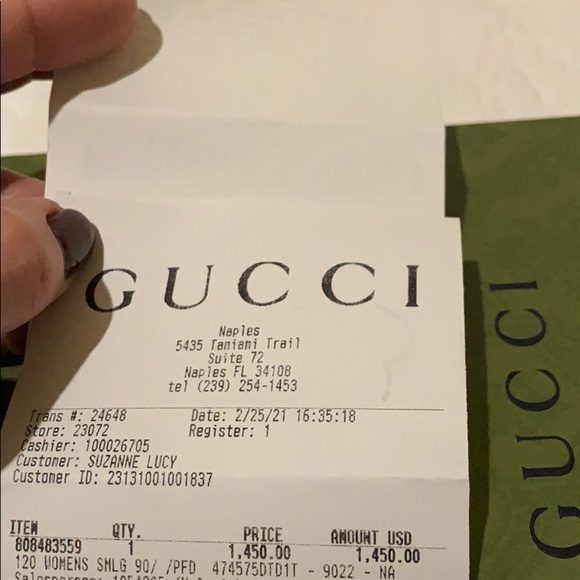 GUCCI
Naples
5435 Tamiami Trail
Suite 72
Naples FL 34108
tel (239) 254-1453
Trans #: 24648 Date: 2/25/21 16:35:18
Store: 23072 Register: 1
Cashier: 100026705
Customer: SUZANNE LUCY
Customer ID: 23131001001837
ITEM QTY. PRICE AMOUNT USD
808483559 1 1,450.00 1,450.00
120 WOMENS SMLG 90/ /PFD 474575DTD1T - 9022 - NA
GUCCI